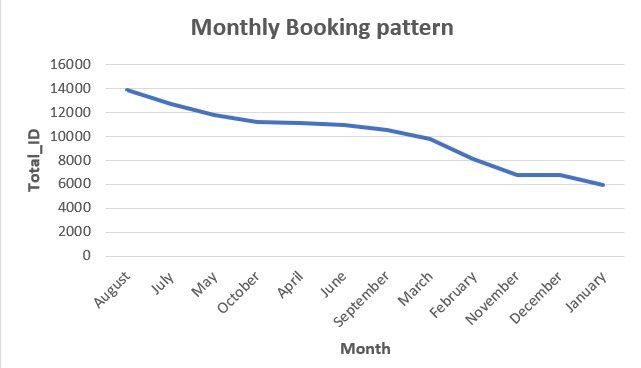 Monthly Booking pattern
16000
14000
12000
10000
8000
6000
4000
2000
0
Total_ID
August
July
May
October
April
June
September
March
February
November
December
January
Month